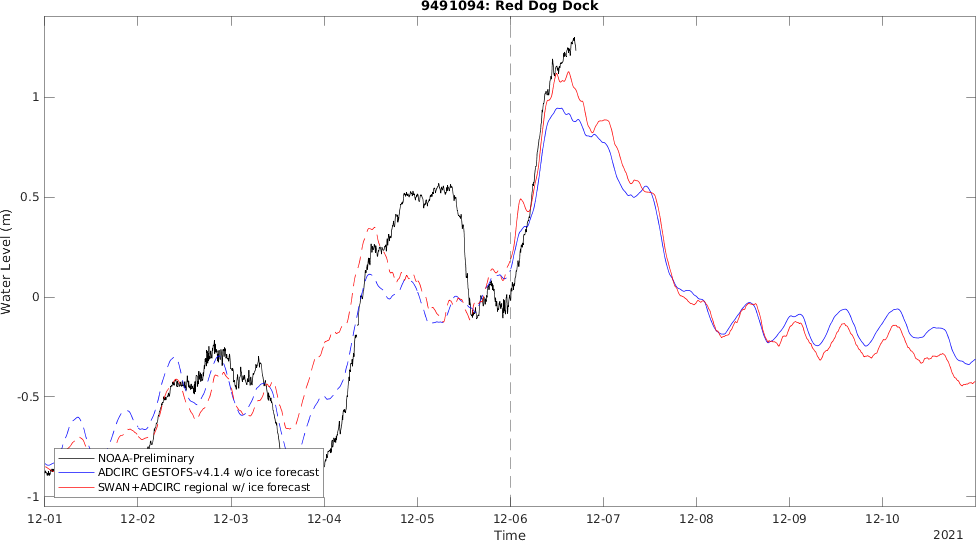 9491094: Red Dog Dock
Water Level (m)
1
0.5
0
-0.5
-1
NOAA-Preliminary
ADCIRC GESTOFS-v4.1.4 w/o ice forecast
SWAN+ADCIRC regional w/ ice forecast
12-01 12-02 12-03 12-04 12-05 12-06 12-07 12-08 12-09 12-10
Time
2021